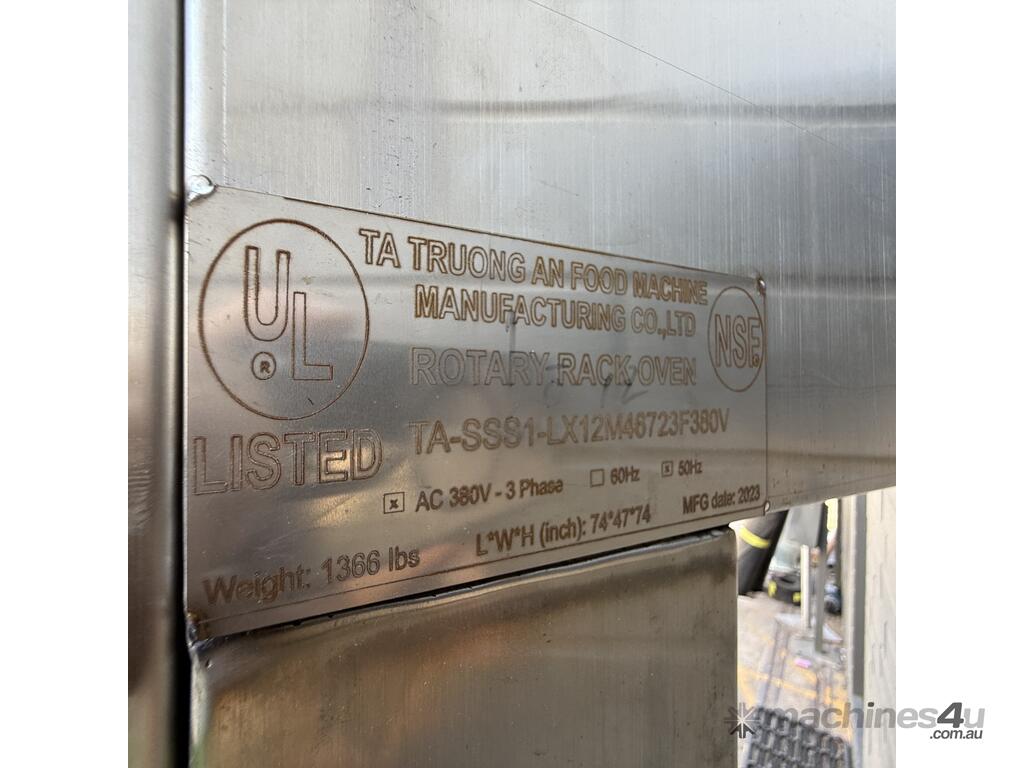 UL
®
LISTED
TA TRUONG AN FOOD MACHINE
MANUFACTURING CO.,LTD
NSF.
ROTARY RACK OVEN
TA-SSS1-LX12M46723F380V
☒ AC 380V - 3 Phase ☐ 60Hz ☒ 50Hz
Weight: 1366 lbs
L*W*H (inch): 74*47*74
MFG date: 2023
machines4u
.com.au